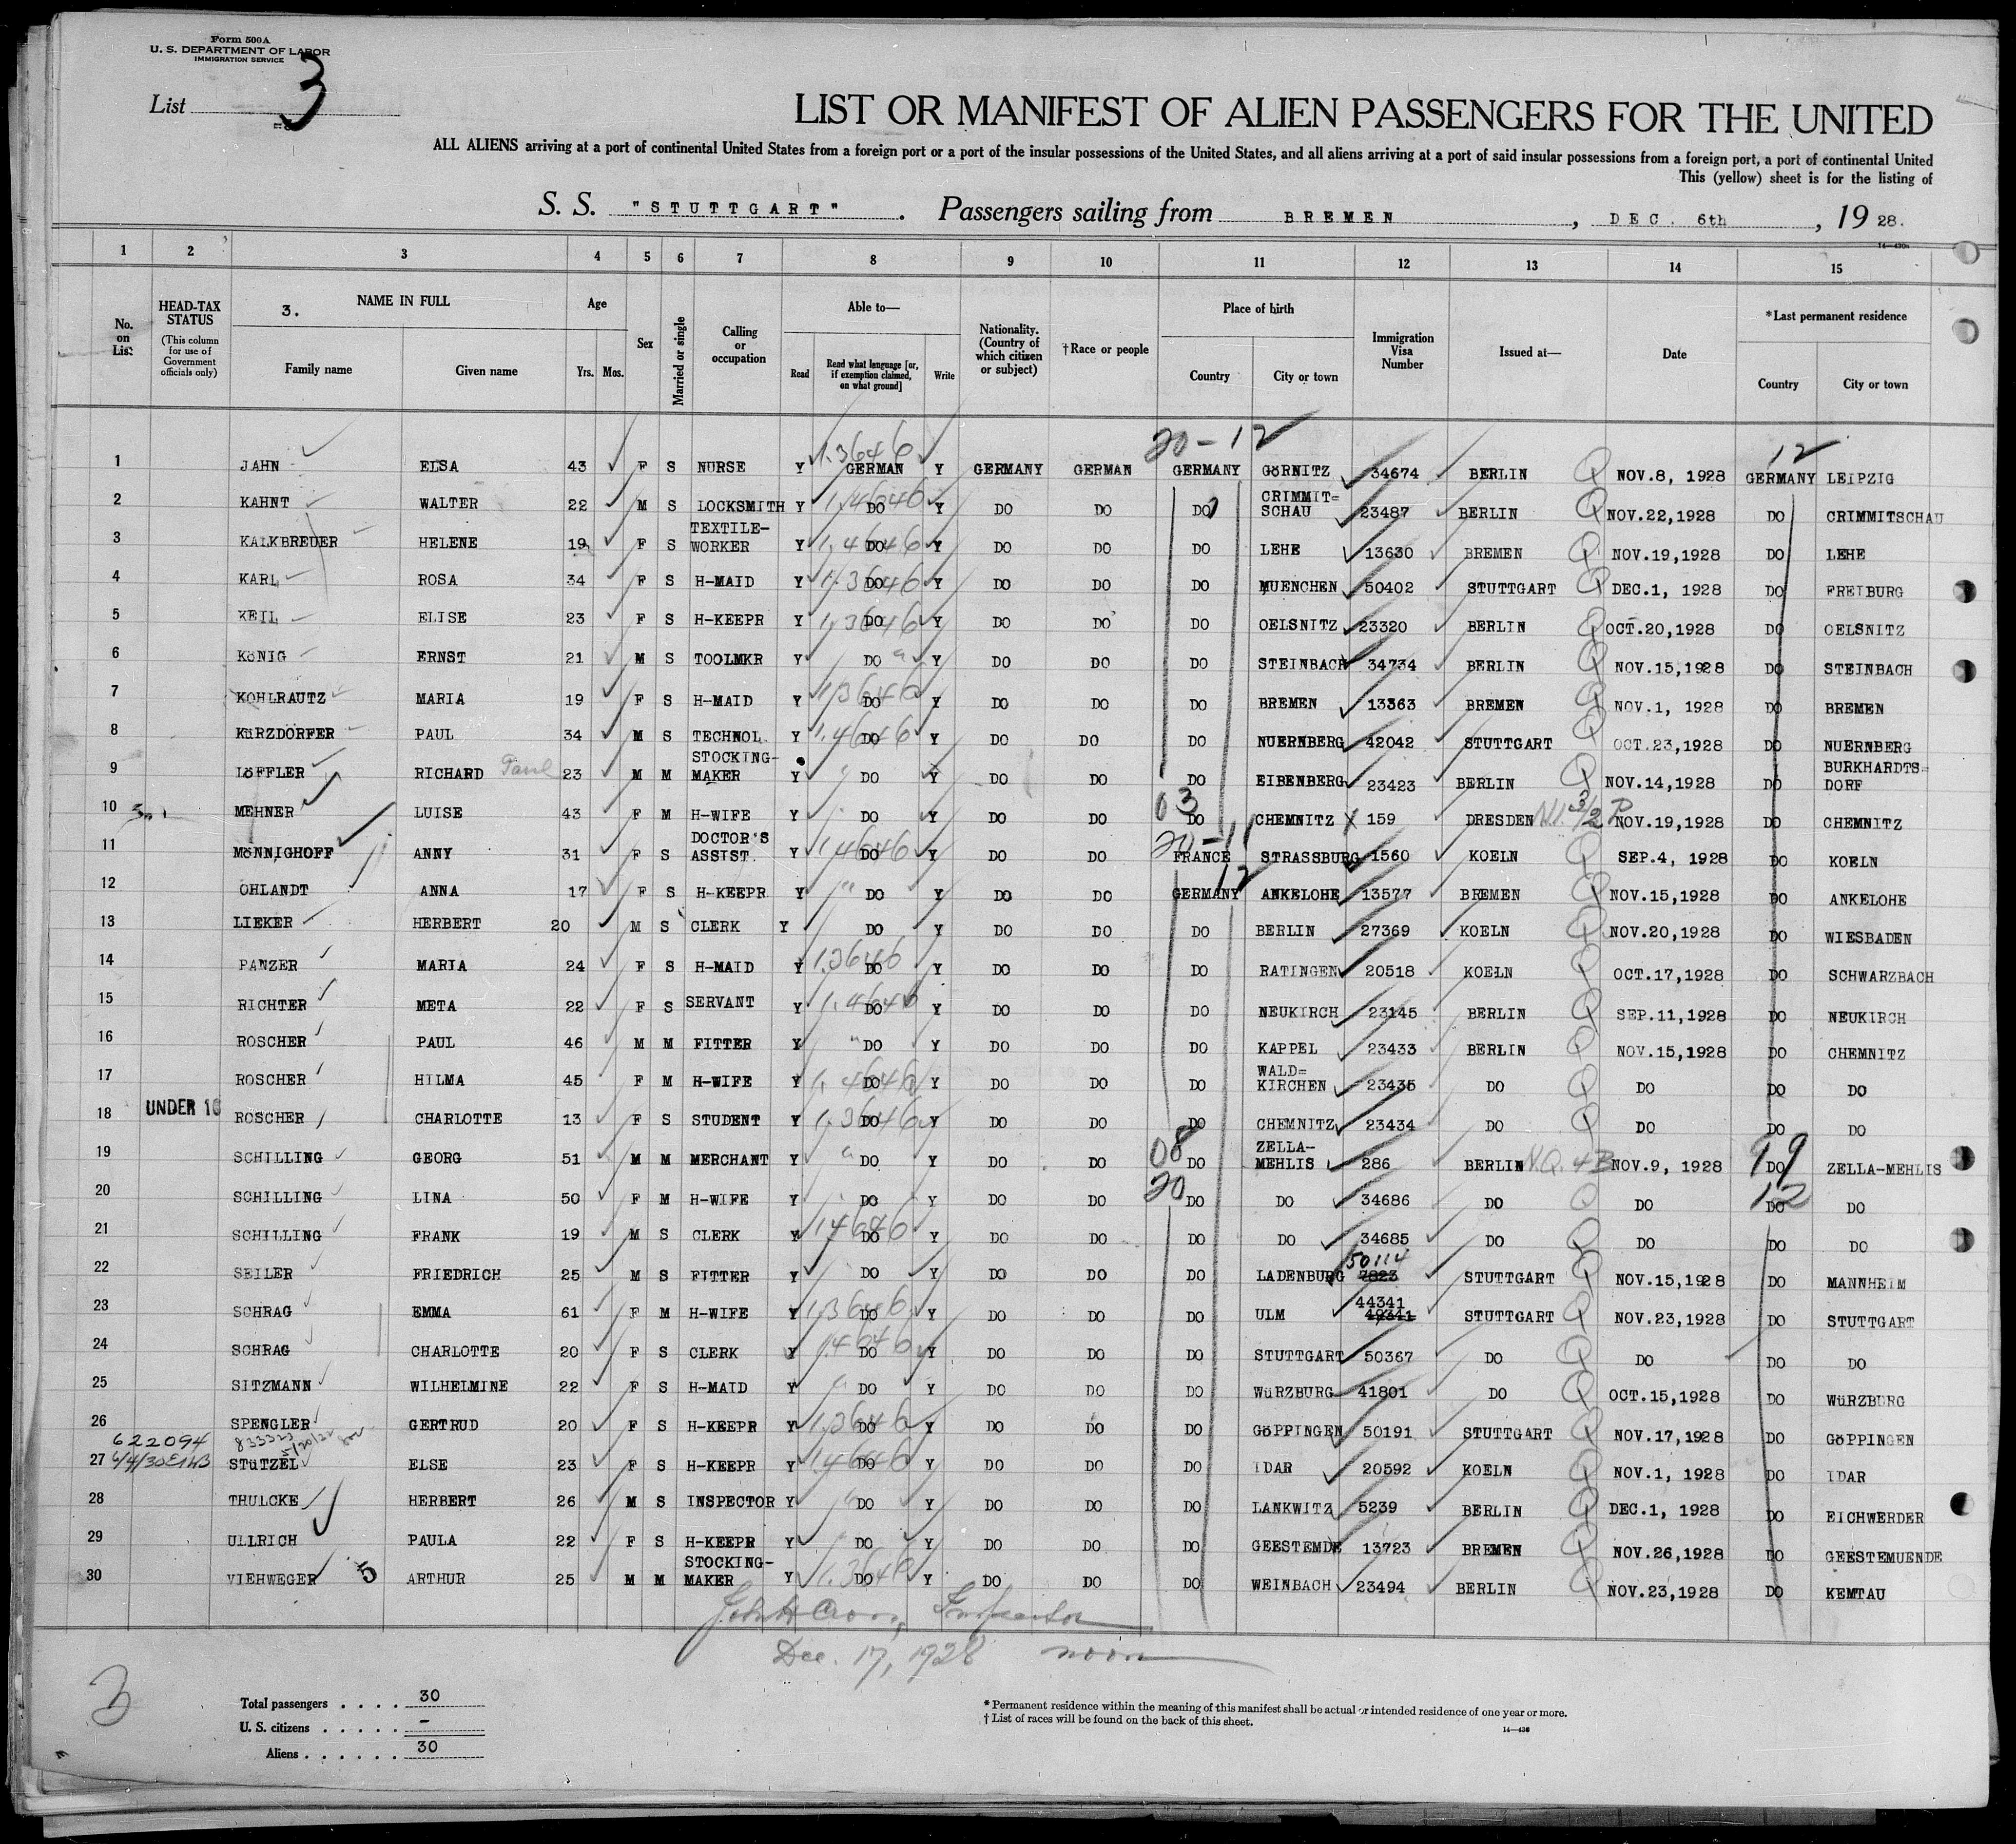 Form 500A
U. S. DEPARTMENT OF LABOR
IMMIGRATION SERVICE
List 3
LIST OR MANIFEST OF ALIEN PASSENGERS FOR THE UNITED
ALL ALIENS arriving at a port of continental United States from a foreign port or a port of the insular possessions of the United States, and all aliens arriving at a port of said insular possessions from a foreign port, a port of continental United
This (yellow) sheet is for the listing of
S. S. "STUTTGART". Passengers sailing from BREMEN, DEC. 6th, 19 28.
1 2 3 4 5 6 7 8 9 10 11 12 13 14 15
No. on List
HEAD-TAX STATUS (This column for use of Government officials only)
3. NAME IN FULL Family name Given name
Age Yrs. Mos.
Sex
Married or single
Calling or occupation
Able to— Read Read what language [or, if exemption claimed, on what ground] Write
Nationality. (Country of which citizen or subject)
†Race or people
Place of birth Country City or town
Immigration Visa Number
Issued at—
Date
*Last permanent residence Country City or town
20-12 12
1 JAHN ELSA 43 F S NURSE Y GERMAN Y GERMANY GERMAN GERMANY GÖRNITZ 34674 BERLIN Q NOV.8, 1928 GERMANY LEIPZIG
2 KAHNT WALTER 22 M S LOCKSMITH Y DO Y DO DO DO CRIMMIT=SCHAU 23487 BERLIN Q NOV.22,1928 DO CRIMMITSCHAU
3 KALKBREUER HELENE 19 F S TEXTILE-WORKER Y DO Y DO DO DO LEHE 13630 BREMEN Q NOV.19,1928 DO LEHE
4 KARL ROSA 34 F S H-MAID Y DO Y DO DO DO MUENCHEN 50402 STUTTGART Q DEC.1, 1928 DO FREIBURG
5 KEIL ELISE 23 F S H-KEEPR Y DO Y DO DO DO OELSNITZ 23320 BERLIN Q OCT.20,1928 DO OELSNITZ
6 KÖNIG ERNST 21 M S TOOLMKR Y DO Y DO DO DO STEINBACH 34734 BERLIN Q NOV.15,1928 DO STEINBACH
7 KOHLRAUTZ MARIA 19 F S H-MAID Y DO Y DO DO DO BREMEN 13363 BREMEN Q NOV.1, 1928 DO BREMEN
8 KÜRZDÖRFER PAUL 34 M S TECHNOL. Y DO Y DO DO DO NUERNBERG 42042 STUTTGART Q OCT.23,1928 DO NUERNBERG
9 LÖFFLER RICHARD Paul 23 M M STOCKING-MAKER Y DO Y DO DO DO EIBENBERG 23423 BERLIN Q NOV.14,1928 DO BURKHARDTS=DORF
03
10 MEHNER LUISE 43 F M H-WIFE Y DO Y DO DO DO CHEMNITZ 159 DRESDEN NOV.19,1928 DO CHEMNITZ
20-11
11 MÖNNIGHOFF ANNY 31 F S DOCTOR'S ASSIST. Y DO Y DO DO FRANCE STRASSBURG 1560 KOELN Q SEP.4, 1928 DO KOELN
12
12 OHLANDT ANNA 17 F S H-KEEPR Y DO Y DO DO GERMANY ANKELOHE 13577 BREMEN Q NOV.15,1928 DO ANKELOHE
13 LIEKER HERBERT 20 M S CLERK Y DO Y DO DO DO BERLIN 27369 KOELN Q NOV.20,1928 DO WIESBADEN
14 PANZER MARIA 24 F S H-MAID Y DO Y DO DO DO RATINGEN 20518 KOELN Q OCT.17,1928 DO SCHWARZBACH
15 RICHTER META 22 F S SERVANT Y DO Y DO DO DO NEUKIRCH 23145 BERLIN Q SEP.11,1928 DO NEUKIRCH
16 ROSCHER PAUL 46 M M FITTER Y DO Y DO DO DO KAPPEL 23433 BERLIN Q NOV.15,1928 DO CHEMNITZ
17 ROSCHER HILMA 45 F M H-WIFE Y DO Y DO DO DO WALD=KIRCHEN 23435 DO Q DO DO DO
18 UNDER 16 ROSCHER CHARLOTTE 13 F S STUDENT Y DO Y DO DO DO CHEMNITZ 23434 DO Q DO DO DO
19 SCHILLING GEORG 51 M M MERCHANT Y DO Y DO DO 08 DO ZELLA-MEHLIS 286 BERLIN N.Q. 4B NOV.9, 1928 DO ZELLA-MEHLIS
20 SCHILLING LINA 50 F M H-WIFE Y DO Y DO DO 20 DO DO 34686 DO Q DO 12 DO DO
21 SCHILLING FRANK 19 M S CLERK Y DO Y DO DO DO DO 34685 DO Q DO DO DO
22 SEILER FRIEDRICH 25 M S FITTER Y DO Y DO DO DO LADENBURG 50114 7823 STUTTGART Q NOV.15,1928 DO MANNHEIM
23 SCHRAG EMMA 61 F M H-WIFE Y DO Y DO DO DO ULM 44341 49341 STUTTGART Q NOV.23,1928 DO STUTTGART
24 SCHRAG CHARLOTTE 20 F S CLERK Y DO Y DO DO DO STUTTGART 50367 DO Q DO DO DO
25 SITZMANN WILHELMINE 22 F S H-MAID Y DO Y DO DO DO WÜRZBURG 41801 DO Q OCT.15,1928 DO WÜRZBURG
26 SPENGLER GERTRUD 20 F S H-KEEPR Y DO Y DO DO DO GÖPPINGEN 50191 STUTTGART Q NOV.17,1928 DO GÖPPINGEN
622094
27 STÜTZEL ELSE 23 F S H-KEEPR Y DO Y DO DO DO IDAR 20592 KOELN Q NOV.1, 1928 DO IDAR
28 THULCKE HERBERT 26 M S INSPECTOR Y DO Y DO DO DO LANKWITZ 5239 BERLIN Q DEC.1, 1928 DO EICHWERDER
29 ULLRICH PAULA 22 F S H-KEEPR Y DO Y DO DO DO GEESTEMDE 13723 BREMEN Q NOV.26,1928 DO GEESTEMUENDE
30 VIEHWEGER 5 ARTHUR 25 M M STOCKING-MAKER Y DO Y DO DO DO WEINBACH 23494 BERLIN Q NOV.23,1928 DO KEMTAU
Inspector
Dec. 17, 1928 noon
3
Total passengers . . . . 30
U. S. citizens . . . . . -
Aliens . . . . . . 30
* Permanent residence within the meaning of this manifest shall be actual or intended residence of one year or more.
† List of races will be found on the back of this sheet.
14—436